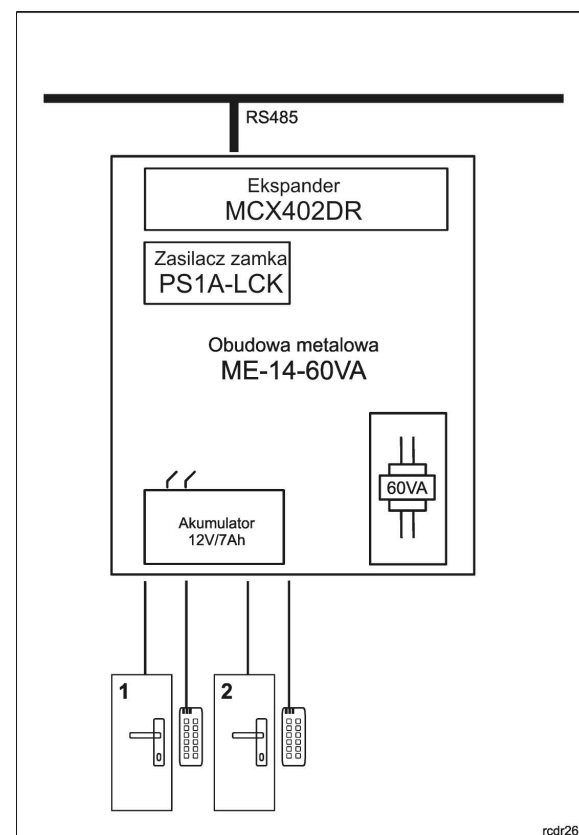 RS485
Ekspander
MCX402DR
Zasilacz zamka
PS1A-LCK
Obudowa metalowa
ME-14-60VA
60VA
Akumulator
12V/7Ah
1
2
rcdr26